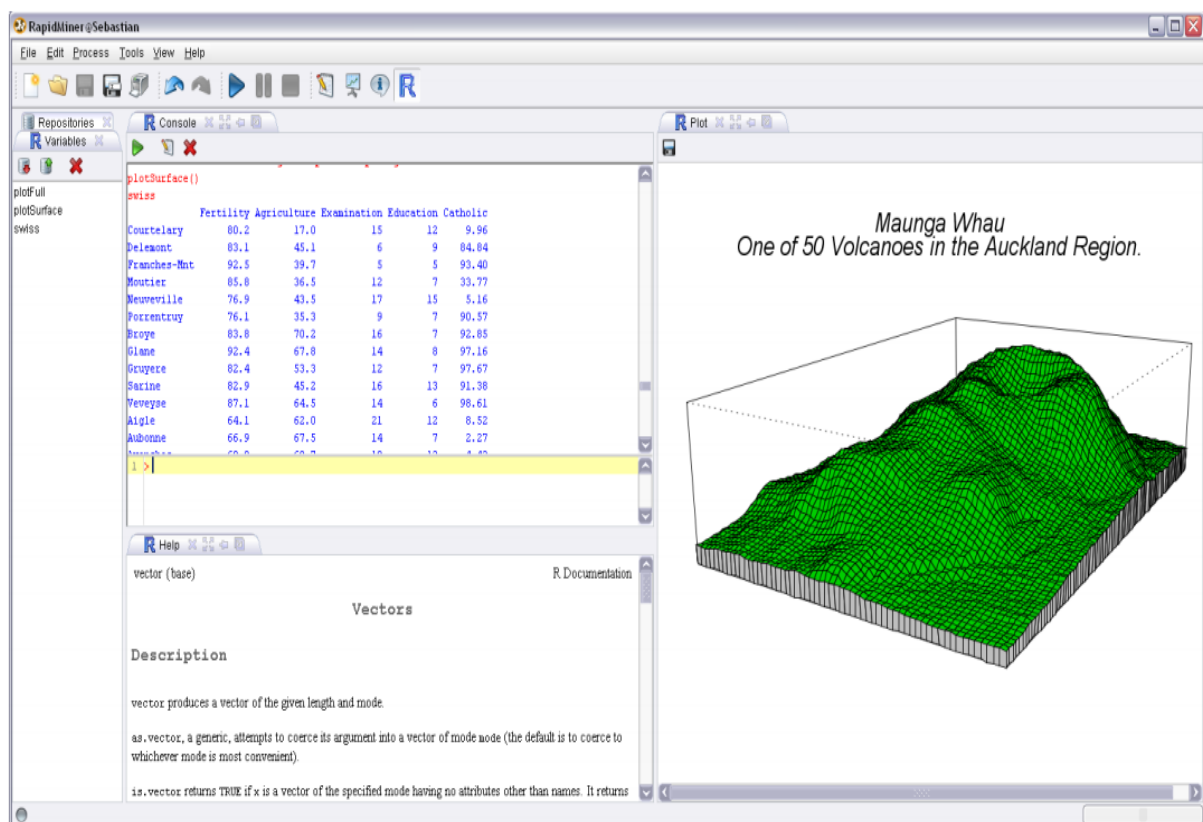 RapidMiner@Sebastian
File Edit Process Tools View Help
R
Repositories
R Variables
plotFull
plotSurface
swiss
R Console
plotSurface()
swiss
Fertility Agriculture Examination Education Catholic
Courtelary 80.2 17.0 15 12 9.96
Delemont 83.1 45.1 6 9 84.84
Franches-Mnt 92.5 39.7 5 5 93.40
Moutier 85.8 36.5 12 7 33.77
Neuveville 76.9 43.5 17 15 5.16
Porrentruy 76.1 35.3 9 7 90.57
Broye 83.8 70.2 16 7 92.85
Glane 92.4 67.8 14 8 97.16
Gruyere 82.4 53.3 12 7 97.67
Sarine 82.9 45.2 16 13 91.38
Veveyse 87.1 64.5 14 6 98.61
Aigle 64.1 62.0 21 12 8.52
Aubonne 66.9 67.5 14 7 2.27
1 >
R Help
vector (base) R Documentation
Vectors
Description
vector produces a vector of the given length and mode.
as.vector, a generic, attempts to coerce its argument into a vector of mode mode (the default is to coerce to
whichever mode is most convenient).
is.vector returns TRUE if x is a vector of the specified mode having no attributes other than names. It returns
R Plot
Maunga Whau
One of 50 Volcanoes in the Auckland Region.